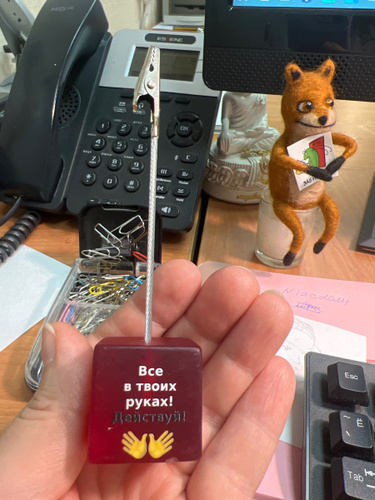 Все
в твоих
руках!
Действуй!
Esc
~ Ё
Tab